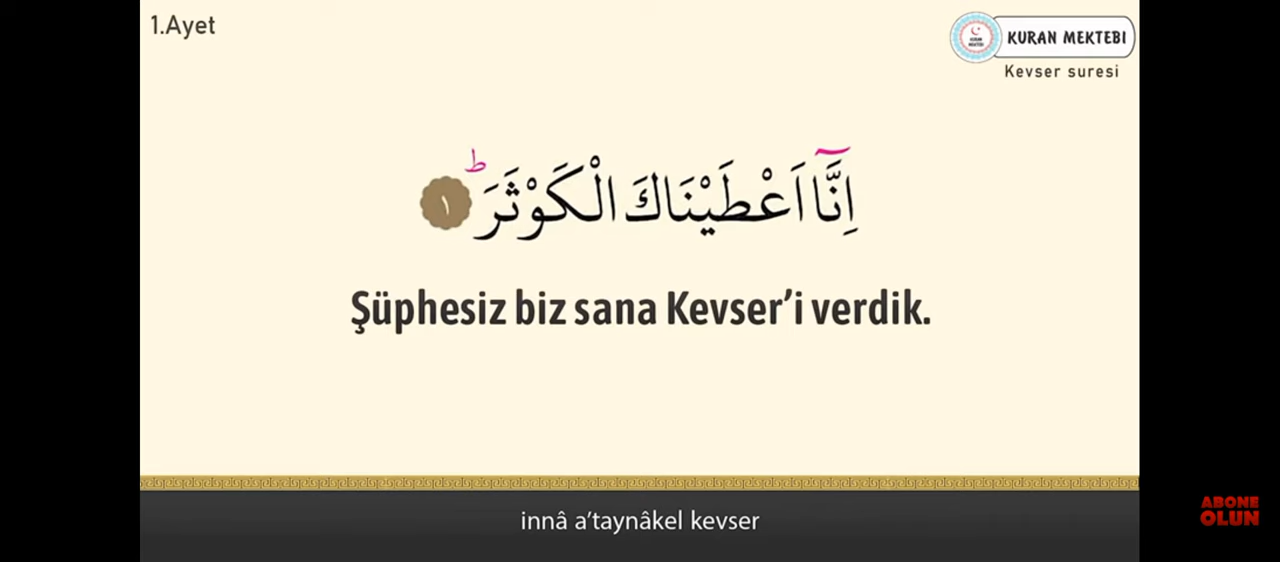 1.Ayet
KURAN MEKTEBI
Kevser suresi
اِنَّٓا اَعْطَيْنَاكَ الْكَوْثَرَ ط ١
Şüphesiz biz sana Kevser’i verdik.
innâ a’taynâkel kevser
ABONE
OLUN